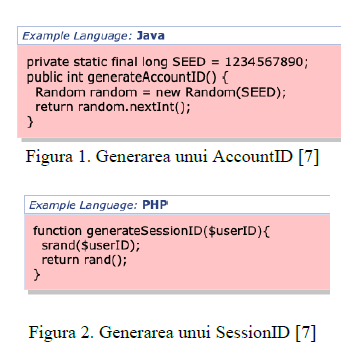 Example Language: Java
private static final long SEED = 1234567890;
public int generateAccountID() {
Random random = new Random(SEED);
return random.nextInt();
}
Figura 1. Generarea unui AccountID [7]
Example Language: PHP
function generateSessionID($userID){
srand($userID);
return rand();
}
Figura 2. Generarea unui SessionID [7]